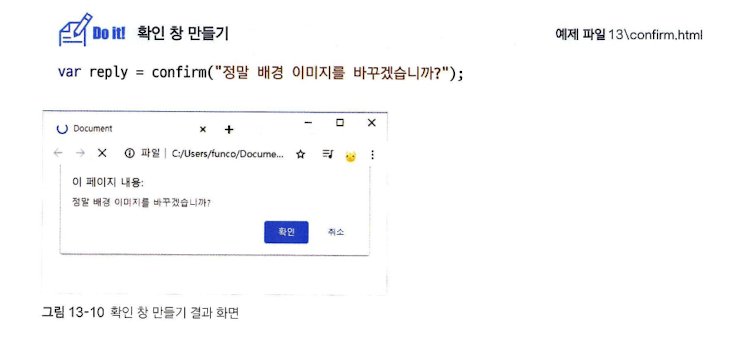 Do it! 확인 창 만들기
예제 파일 13\confirm.html
var reply = confirm("정말 배경 이미지를 바꾸겠습니까?");
Document
파일 | C:/Users/funco/Docume...
이 페이지 내용:
정말 배경 이미지를 바꾸겠습니까?
확인 취소
그림 13-10 확인 창 만들기 결과 화면